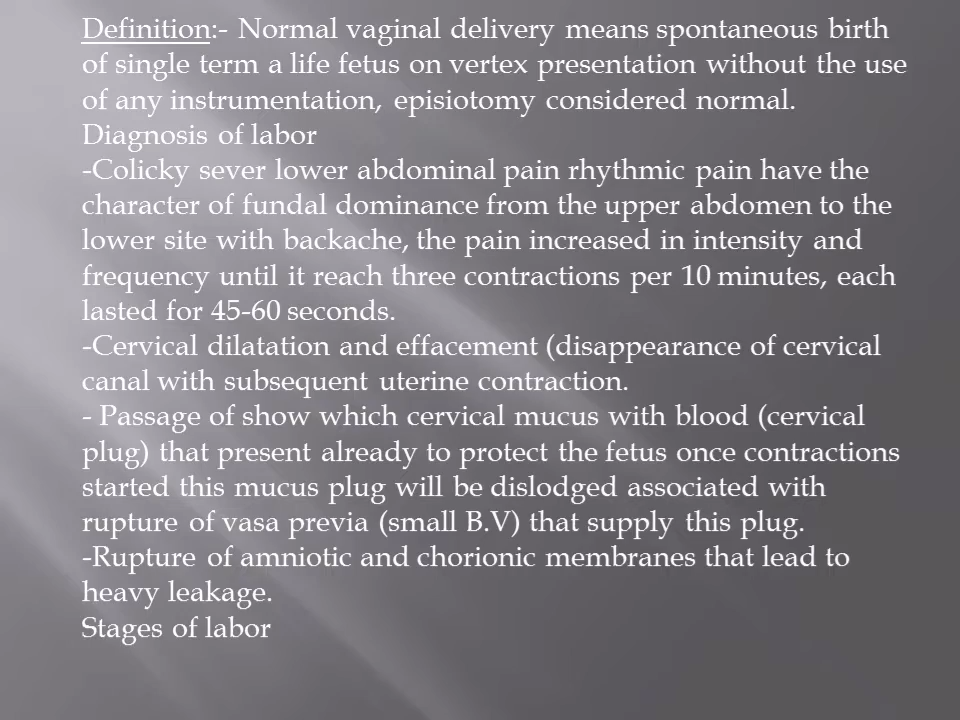 Definition:- Normal vaginal delivery means spontaneous birth
of single term a life fetus on vertex presentation without the use
of any instrumentation, episiotomy considered normal.
Diagnosis of labor
-Colicky sever lower abdominal pain rhythmic pain have the
character of fundal dominance from the upper abdomen to the
lower site with backache, the pain increased in intensity and
frequency until it reach three contractions per 10 minutes, each
lasted for 45-60 seconds.
-Cervical dilatation and effacement (disappearance of cervical
canal with subsequent uterine contraction.
- Passage of show which cervical mucus with blood (cervical
plug) that present already to protect the fetus once contractions
started this mucus plug will be dislodged associated with
rupture of vasa previa (small B.V) that supply this plug.
-Rupture of amniotic and chorionic membranes that lead to
heavy leakage.
Stages of labor